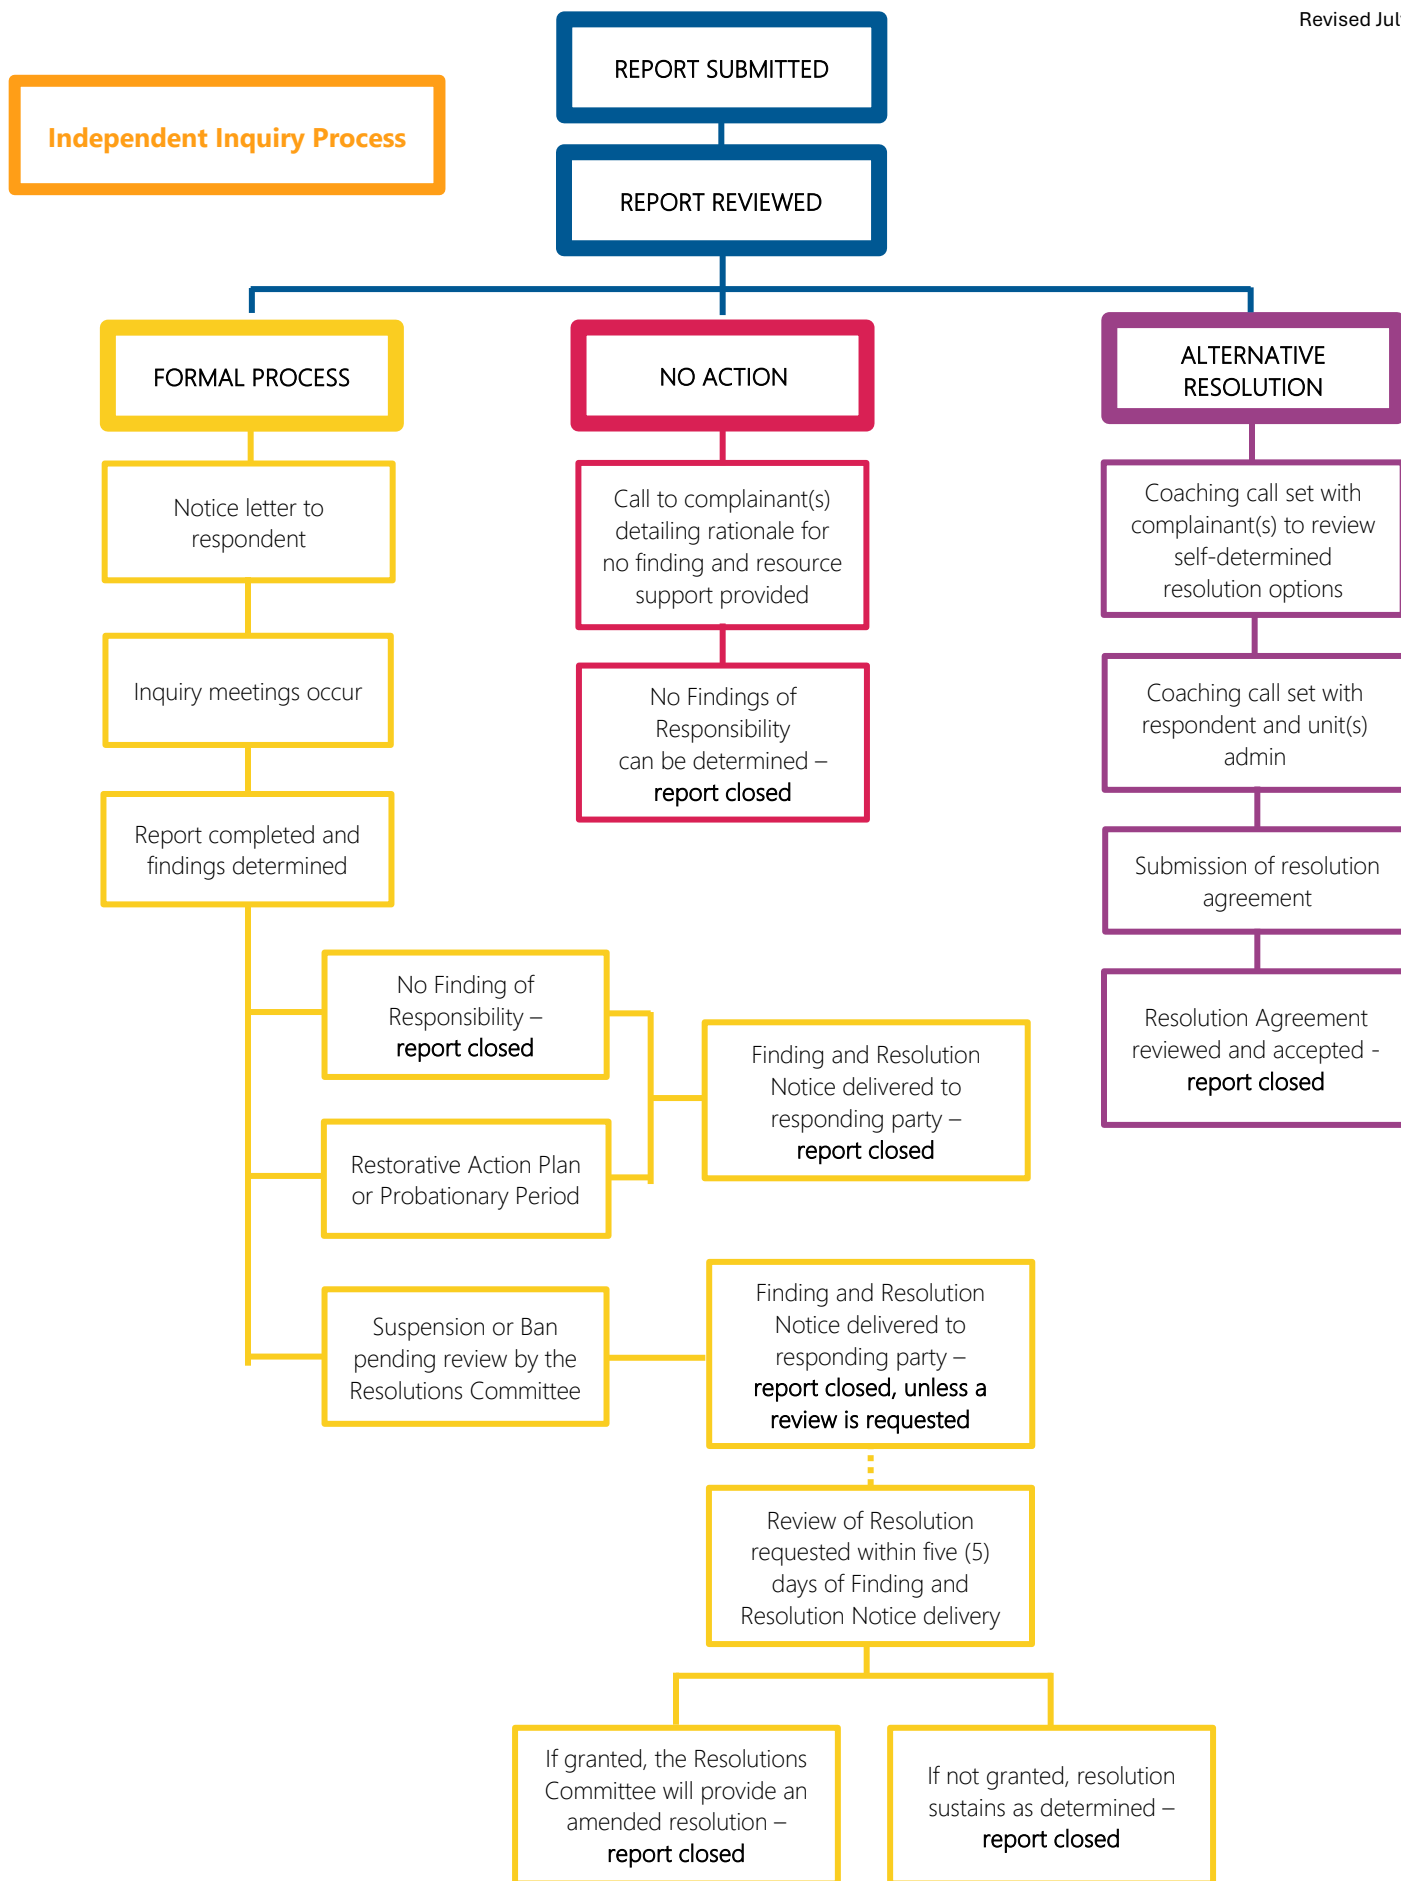 Revised July
REPORT SUBMITTED
Independent Inquiry Process
REPORT REVIEWED
FORMAL PROCESS
Notice letter to
respondent
Inquiry meetings occur
Report completed and
findings determined
No Finding of
Responsibility –
report closed
Restorative Action Plan
or Probationary Period
Finding and Resolution
Notice delivered to
responding party –
report closed
Suspension or Ban
pending review by the
Resolutions Committee
Finding and Resolution
Notice delivered to
responding party –
report closed, unless a
review is requested
Review of Resolution
requested within five (5)
days of Finding and
Resolution Notice delivery
If granted, the Resolutions
Committee will provide an
amended resolution –
report closed
If not granted, resolution
sustains as determined –
report closed
NO ACTION
Call to complainant(s)
detailing rationale for
no finding and resource
support provided
No Findings of
Responsibility
can be determined –
report closed
ALTERNATIVE
RESOLUTION
Coaching call set with
complainant(s) to review
self-determined
resolution options
Coaching call set with
respondent and unit(s)
admin
Submission of resolution
agreement
Resolution Agreement
reviewed and accepted -
report closed